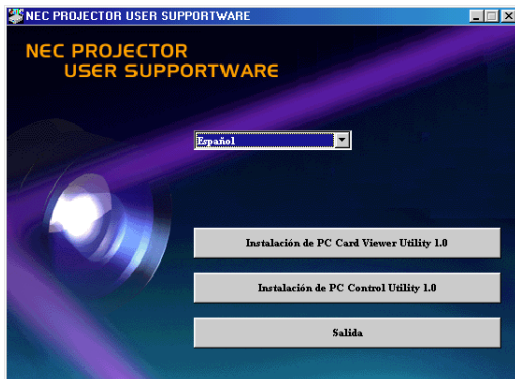 NEC PROJECTOR USER SUPPORTWARE
NEC PROJECTOR
USER SUPPORTWARE
Español
Instalación de PC Card Viewer Utility 1.0
Instalación de PC Control Utility 1.0
Salida